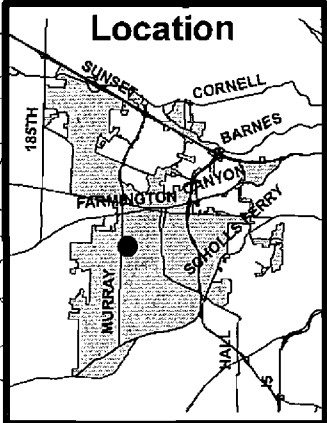 Location
SUNSET
CORNELL
185TH
BARNES
CANYON
FARMINGTON
SCHOLLS FERRY
MURRAY
HALL
I-5